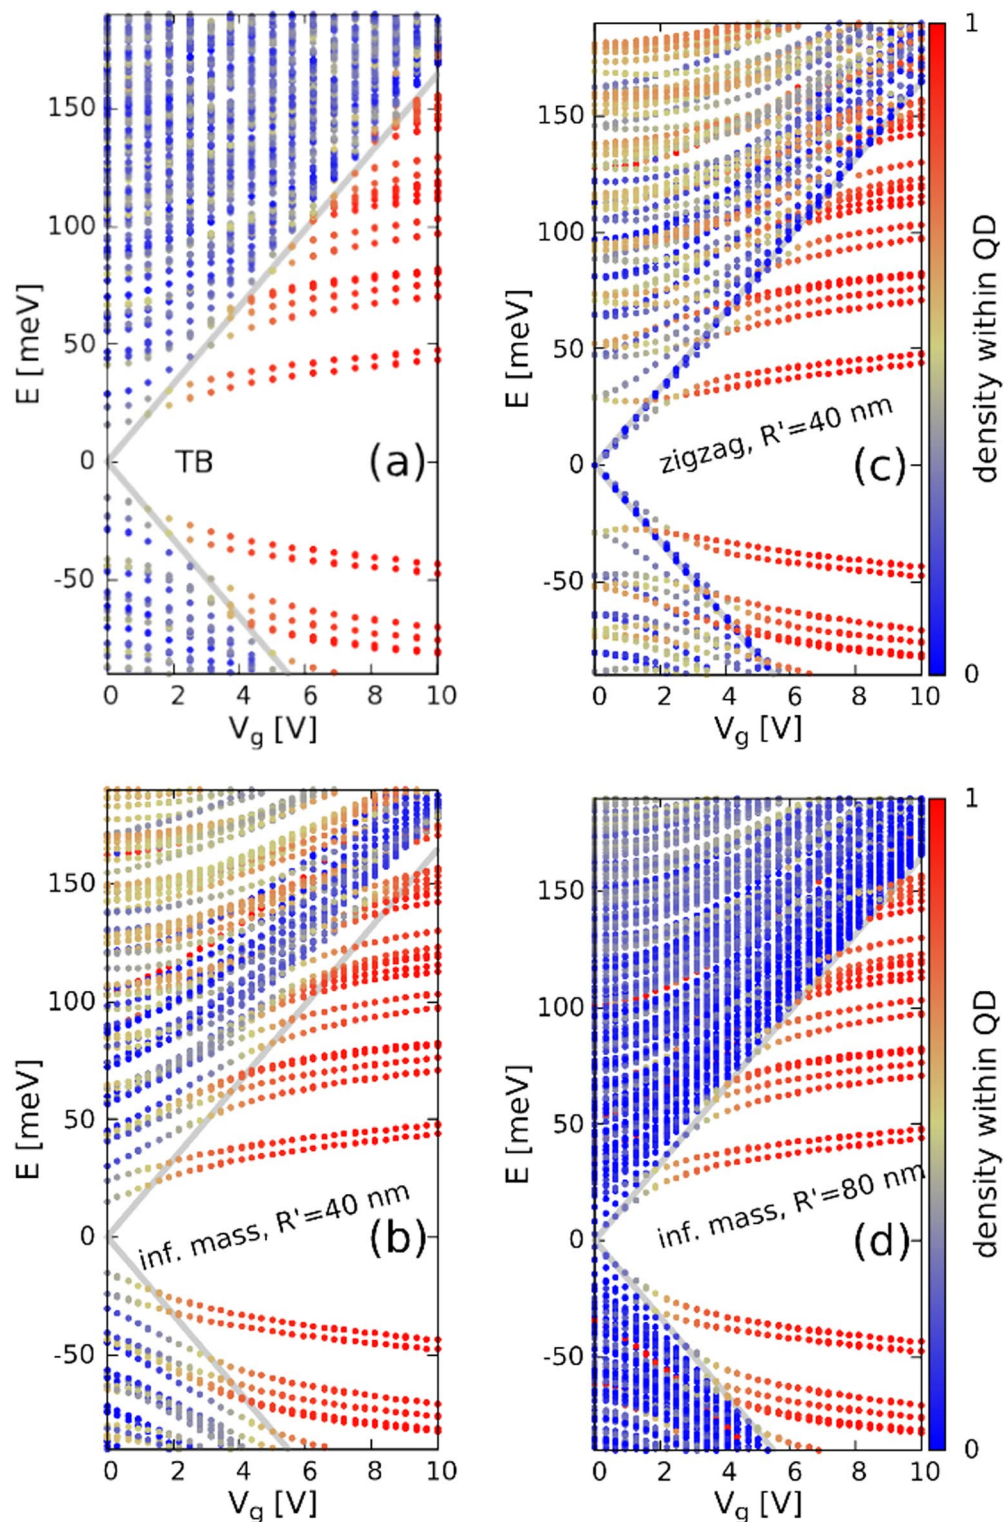 150
100
50
0
-50
E [meV]
TB
(a)
0 2 4 6 8 10
V_g [V]
150
100
50
0
-50
E [meV]
zigzag, R'=40 nm
(c)
0 2 4 6 8 10
V_g [V]
1
density within QD
0
150
100
50
0
-50
E [meV]
inf. mass, R'=40 nm
(b)
0 2 4 6 8 10
V_g [V]
150
100
50
0
-50
E [meV]
inf. mass, R'=80 nm
(d)
0 2 4 6 8 10
V_g [V]
1
density within QD
0